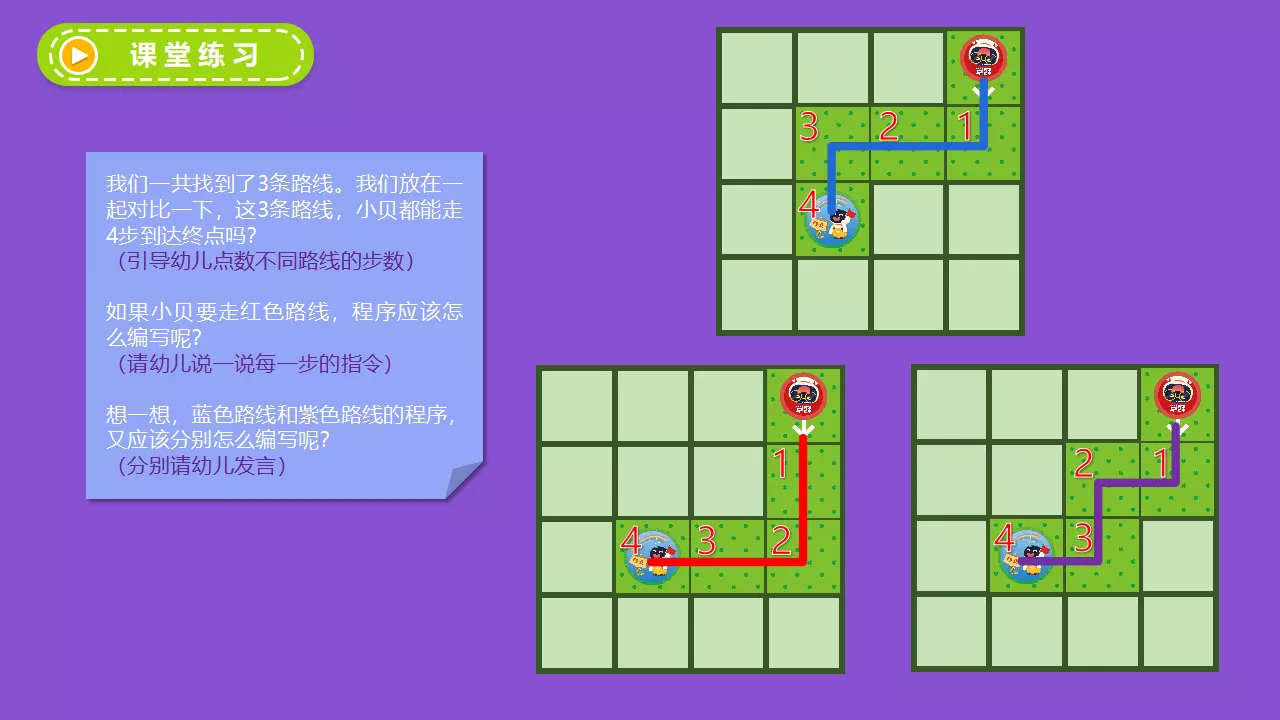 课堂练习
我们一共找到了3条路线。我们放在一
起对比一下，这3条路线，小贝都能走
4步到达终点吗？
（引导幼儿点数不同路线的步数）
如果小贝要走红色路线，程序应该怎
么编写呢？
（请幼儿说一说每一步的指令）
想一想，蓝色路线和紫色路线的程序，
又应该分别怎么编写呢？
（分别请幼儿发言）
3 2 1
4
1
4 3 2
2 1
4 3